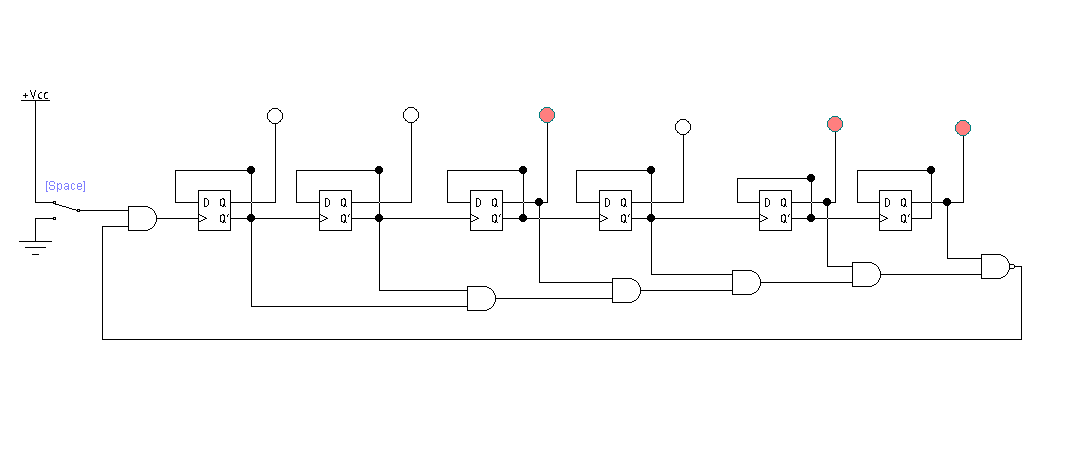 +Vcc
[Space]
D Q D Q D Q D Q D Q D Q
Q' Q' Q' Q' Q' Q'